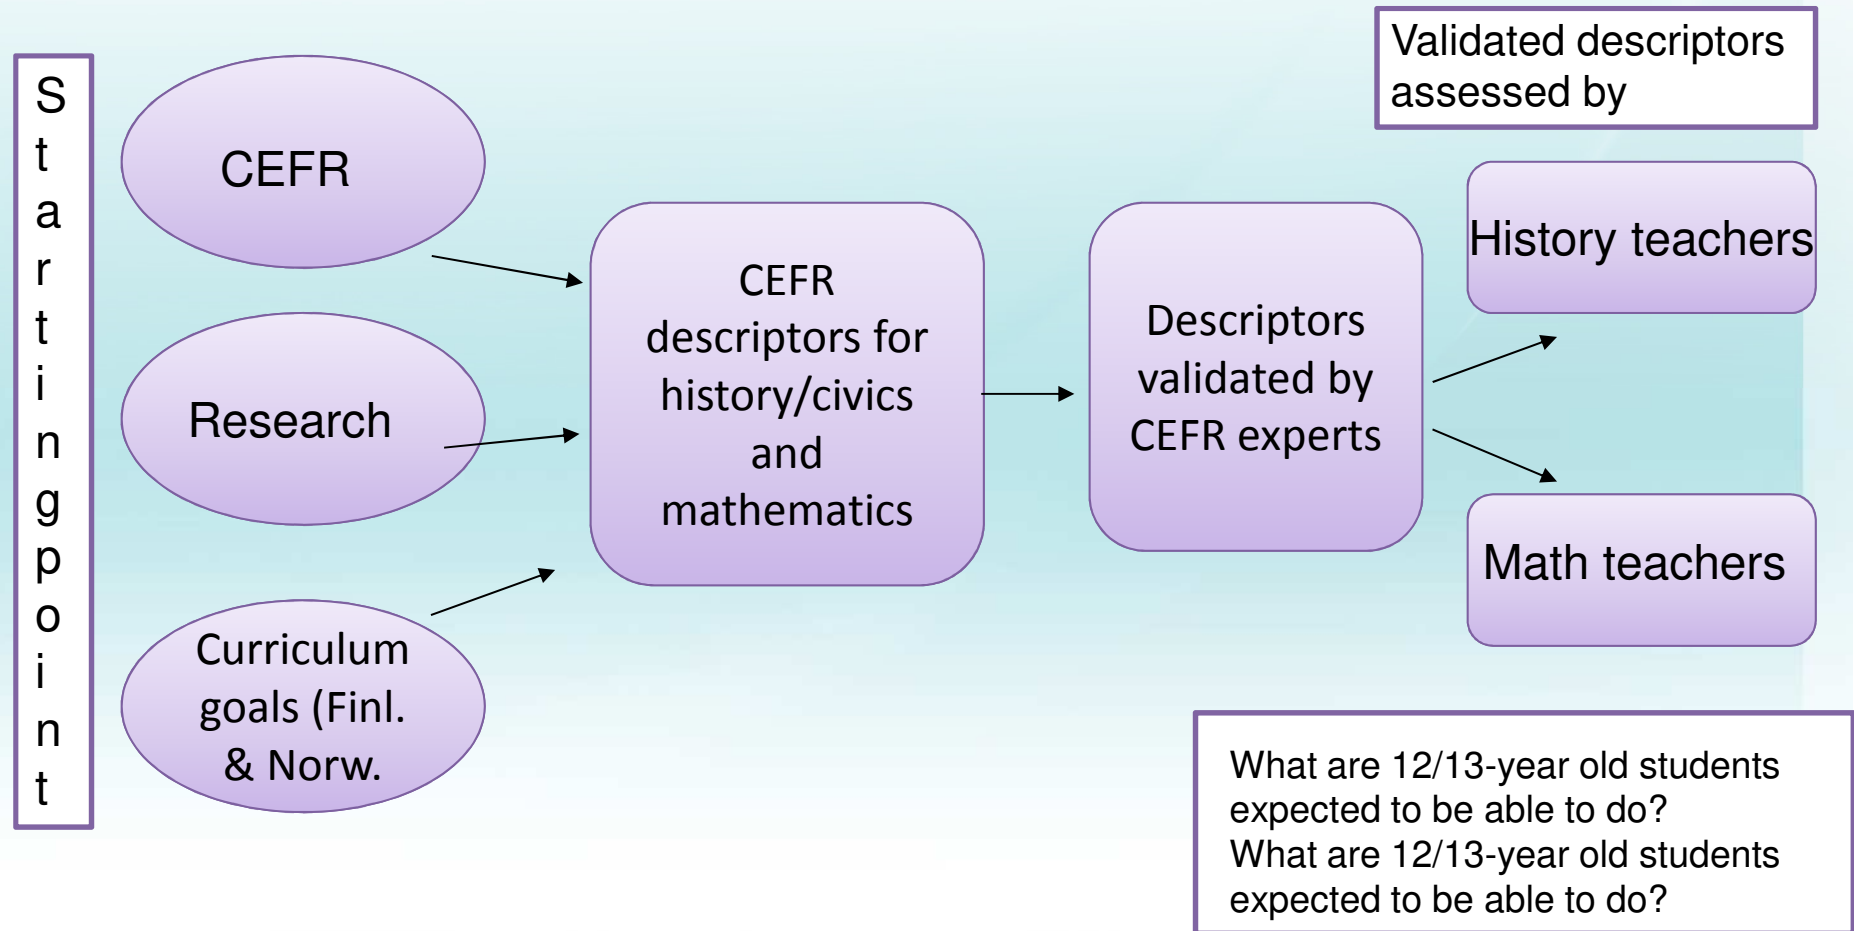 Startingpoint
CEFR
Research
Curriculum
goals (Finl.
& Norw.
CEFR
descriptors for
history/civics
and
mathematics
Descriptors
validated by
CEFR experts
Validated descriptors
assessed by
History teachers
Math teachers
What are 12/13-year old students
expected to be able to do?
What are 12/13-year old students
expected to be able to do?